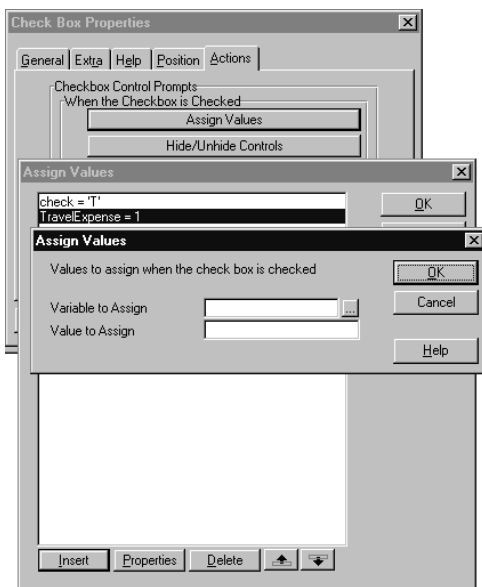 Check Box Properties
General Extra Help Position Actions
Checkbox Control Prompts
When the Checkbox is Checked
Assign Values
Hide/Unhide Controls
Assign Values
check = 'T'
OK
TravelExpense = 1
Assign Values
Values to assign when the check box is checked
OK
Variable to Assign
...
Cancel
Value to Assign
Help
Insert Properties Delete